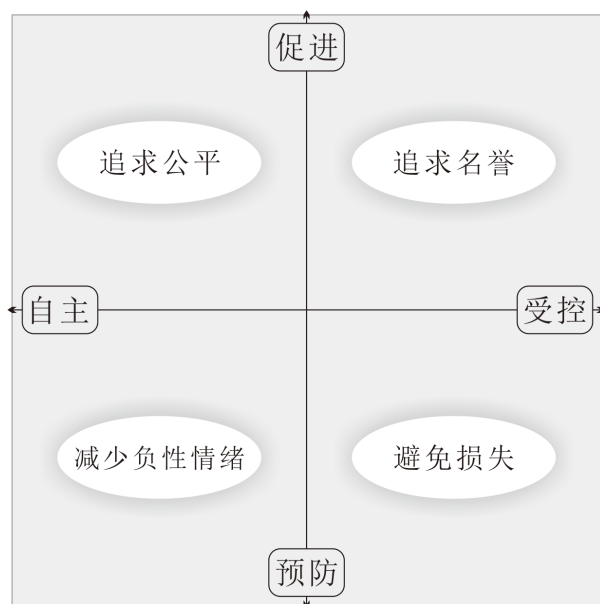 促进
追求公平
追求名誉
自主
受控
减少负性情绪
避免损失
预防